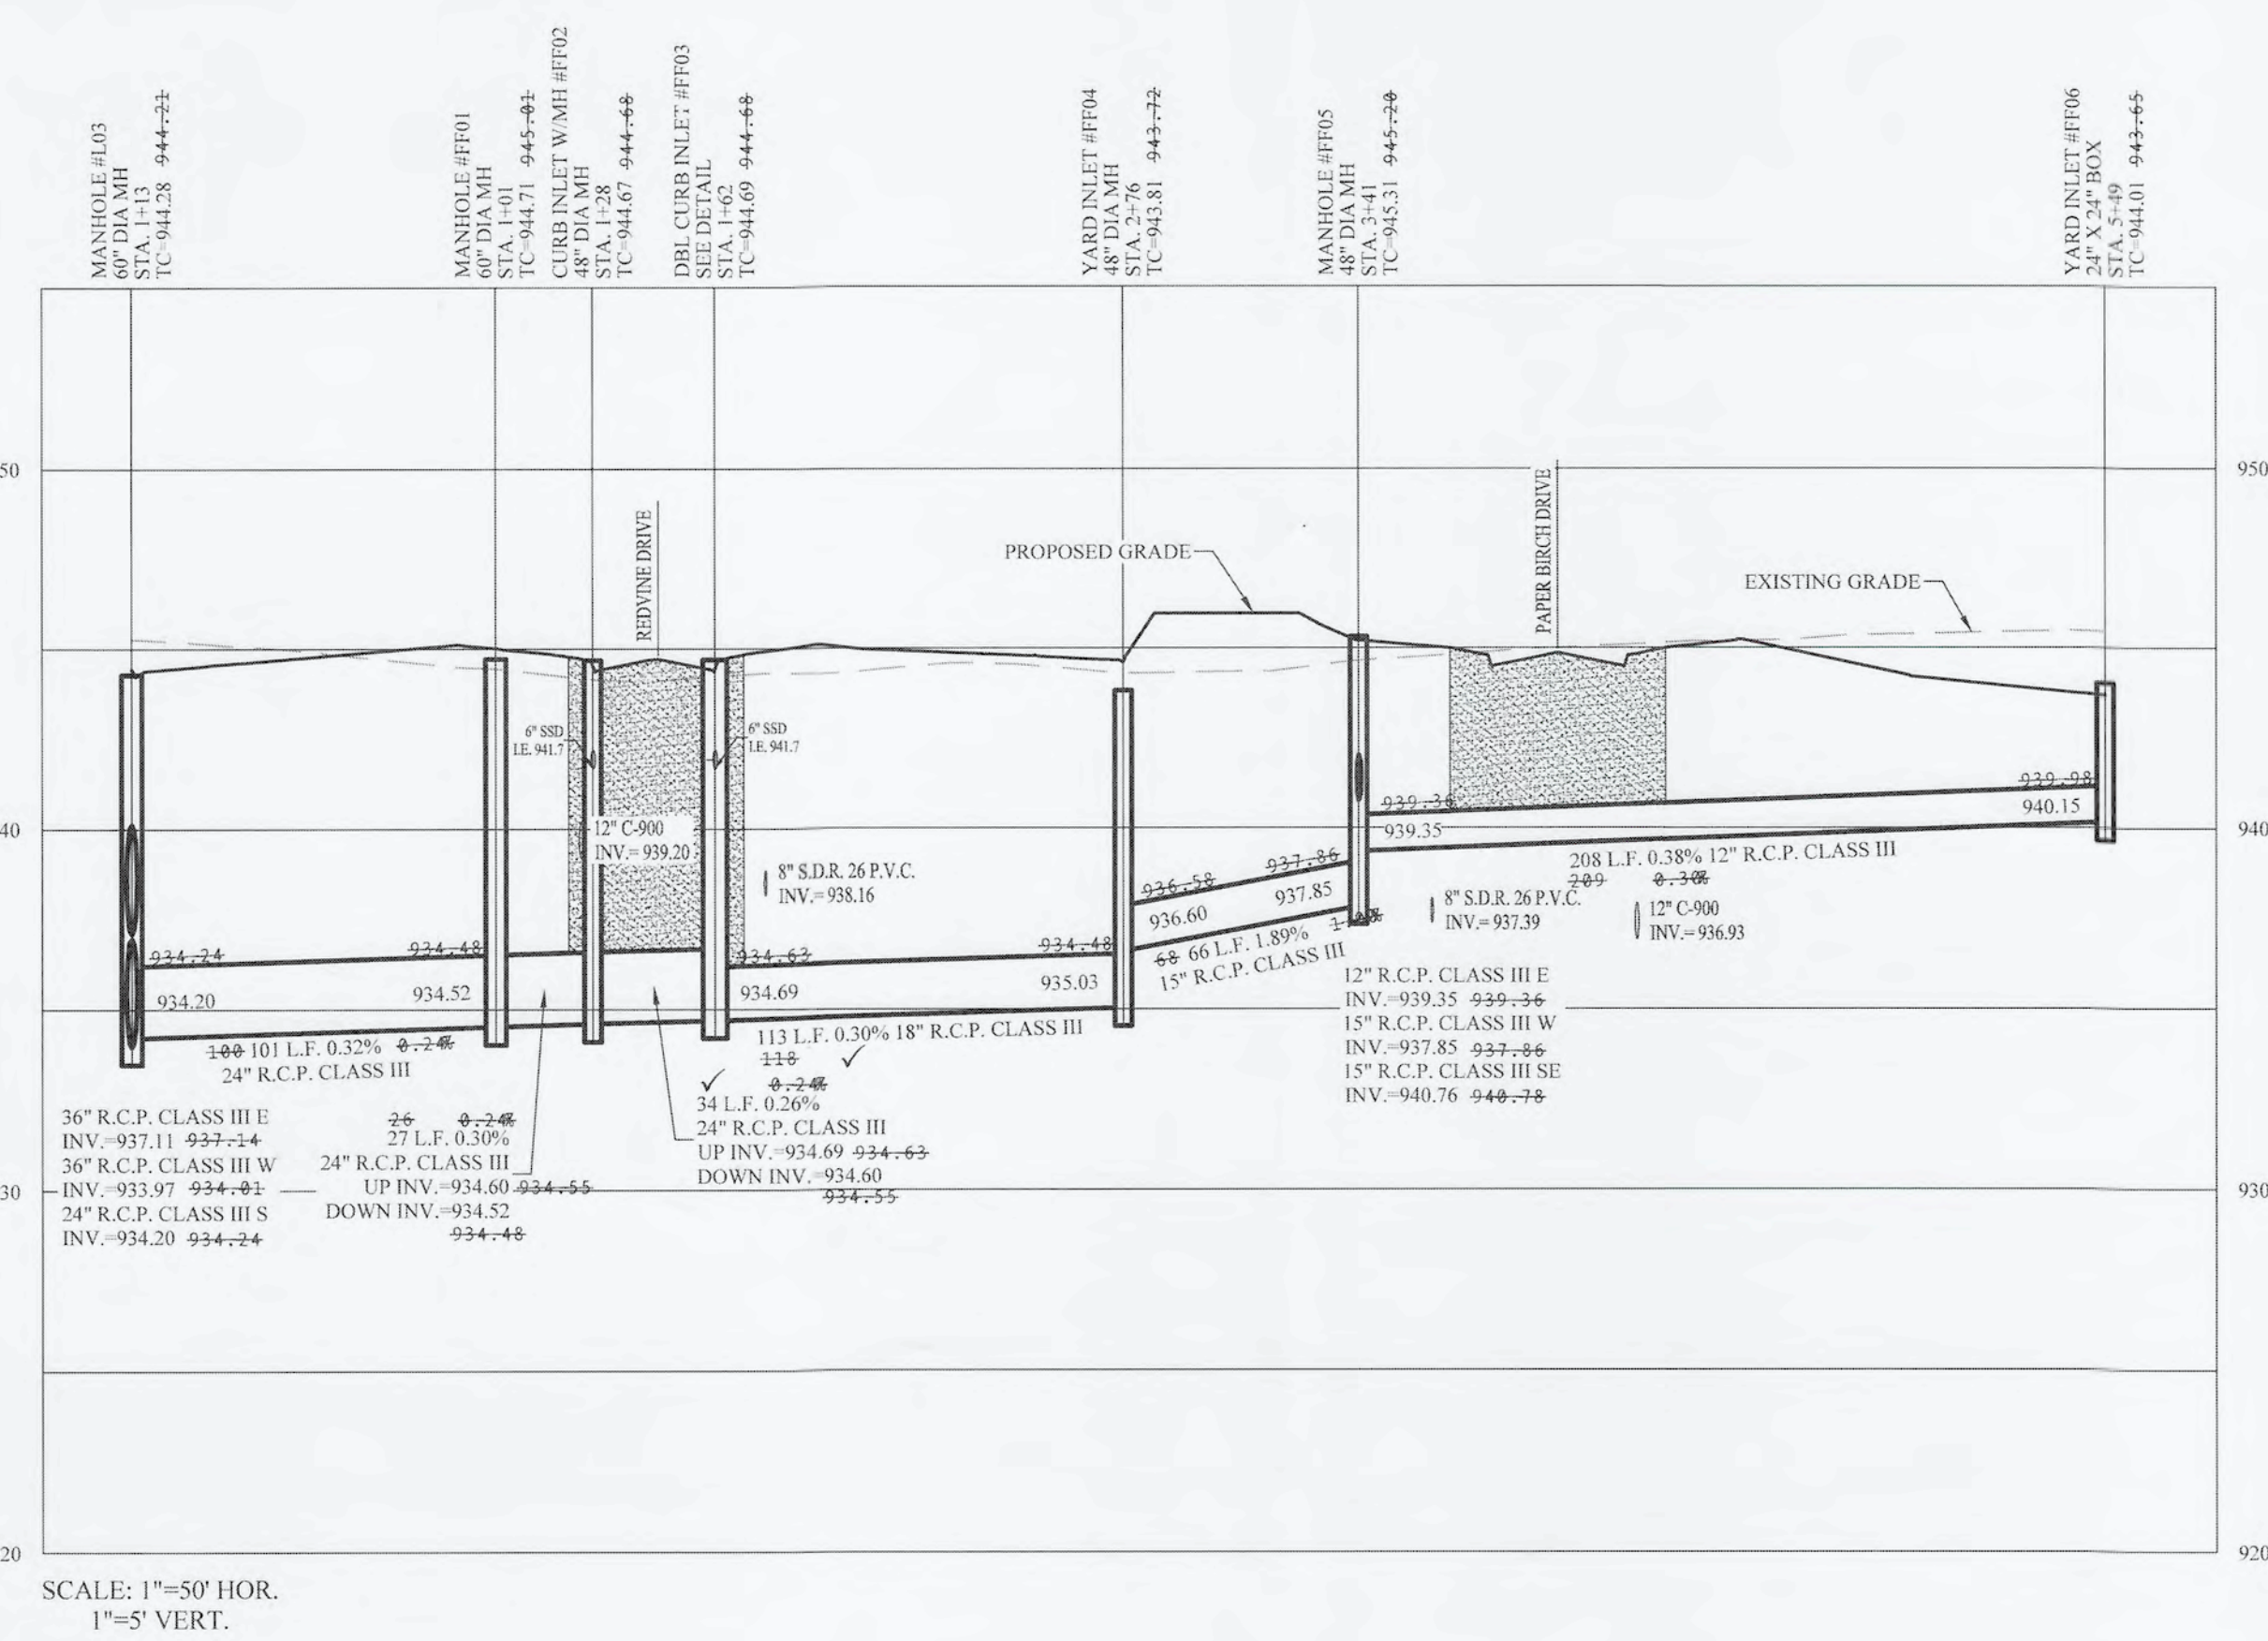 MANHOLE #L03
60" DIA MH
STA. 1+13
TC=944.28 944.21
MANHOLE #FF01
60" DIA MH
STA. 1+01
TC=944.71 945.01
CURB INLET W/MH #FF02
48" DIA MH
STA. 1+28
TC=944.67 944.68
DBL CURB INLET #FF03
SEE DETAIL
STA. 1+62
TC=944.69 944.68
YARD INLET #FF04
48" DIA MH
STA. 2+76
TC=943.81 943.72
MANHOLE #FF05
48" DIA MH
STA. 3+41
TC=945.31 945.20
YARD INLET #FF06
24" X 24" BOX
STA. 5+49
TC=944.01 943.65
50
950
REDVINE DRIVE
PROPOSED GRADE
PAPER BIRCH DRIVE
EXISTING GRADE
6" SSD
I.E. 941.7
6" SSD
I.E. 941.7
40
940
12" C-900
INV.= 939.20
8" S.D.R. 26 P.V.C.
INV.= 938.16
939.36
939.35
939.98
940.15
208 L.F. 0.38% 12" R.C.P. CLASS III
209 0.30%
936.58
937.86
936.60
937.85
68 66 L.F. 1.89%
15" R.C.P. CLASS III
8" S.D.R. 26 P.V.C.
INV.= 937.39
12" C-900
INV.= 936.93
934.24
934.48
934.20
934.52
934.63
934.48
934.69
935.03
100 101 L.F. 0.32% 0.24%
24" R.C.P. CLASS III
113 L.F. 0.30% 18" R.C.P. CLASS III
118
0.24%
34 L.F. 0.26%
24" R.C.P. CLASS III
UP INV.=934.69 934.63
DOWN INV.=934.60
934.55
12" R.C.P. CLASS III E
INV.=939.35 939.36
15" R.C.P. CLASS III W
INV.=937.85 937.86
15" R.C.P. CLASS III SE
INV.=940.76 940.78
36" R.C.P. CLASS III E
INV.=937.11 937.14
36" R.C.P. CLASS III W
INV.=933.97 934.01
24" R.C.P. CLASS III S
INV.=934.20 934.24
26 0.24%
27 L.F. 0.30%
24" R.C.P. CLASS III
UP INV.=934.60 934.55
DOWN INV.=934.52
934.48
30
930
20
920
SCALE: 1"=50' HOR.
1"=5' VERT.